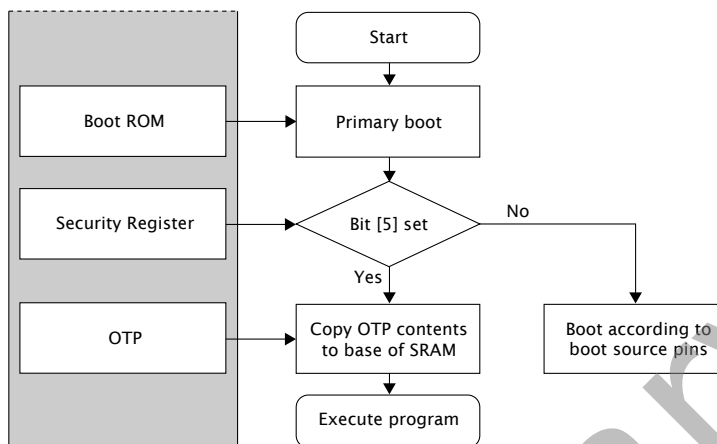 Start
Boot ROM
Primary boot
Security Register
Bit [5] set
No
Yes
OTP
Copy OTP contents
to base of SRAM
Boot according to
boot source pins
Execute program